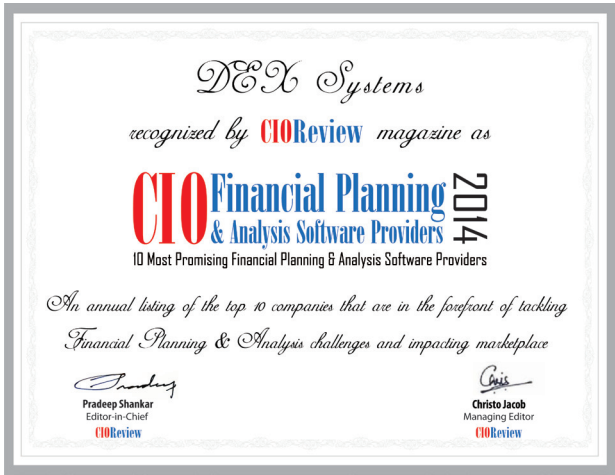 DEX Systems
recognized by CIOReview magazine as
CIO Financial Planning
& Analysis Software Providers
2014
10 Most Promising Financial Planning & Analysis Software Providers
An annual listing of the top 10 companies that are in the forefront of tackling
Financial Planning & Analysis challenges and impacting marketplace
Pradeep Shankar
Editor-in-Chief
CIOReview
Chris
Christo Jacob
Managing Editor
CIOReview